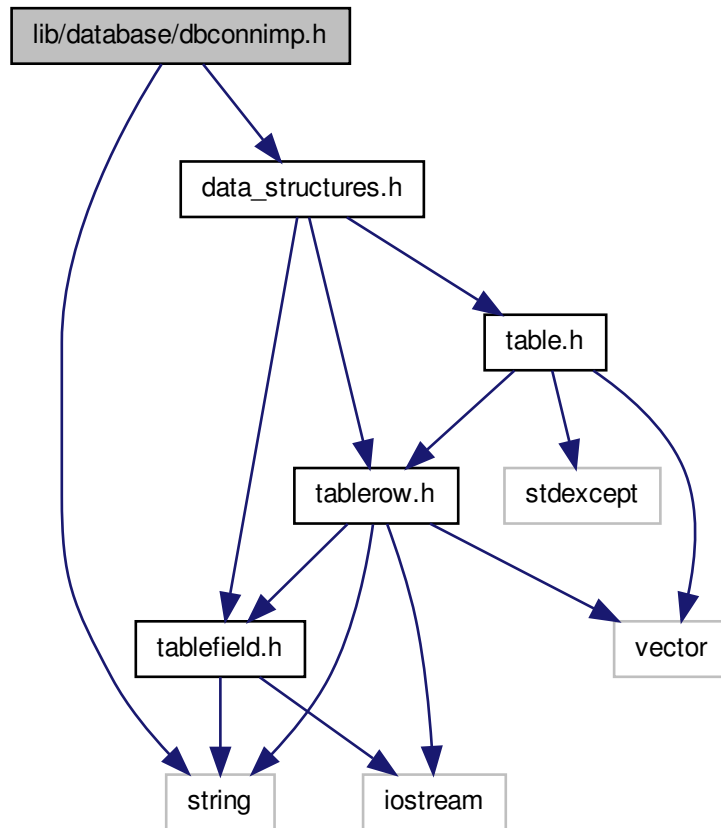 lib/database/dbconnimp.h
data_structures.h
table.h
tablerow.h
stdexcept
tablefield.h
vector
string
iostream